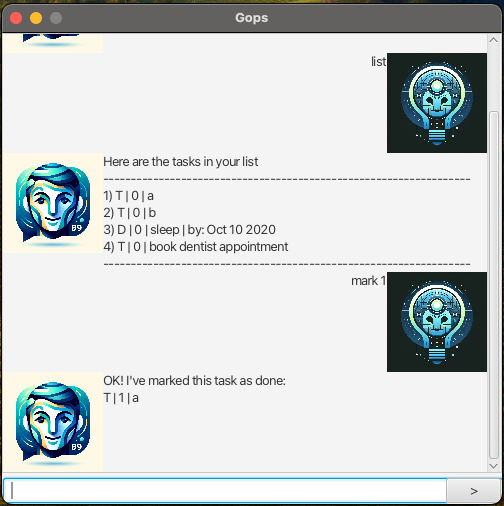 Gops
list
Here are the tasks in your list
--------------------------------------------------------------------
1) T | 0 | a
2) T | 0 | b
3) D | 0 | sleep | by: Oct 10 2020
4) T | 0 | book dentist appointment
--------------------------------------------------------------------
mark 1
OK! I've marked this task as done:
T | 1 | a
>